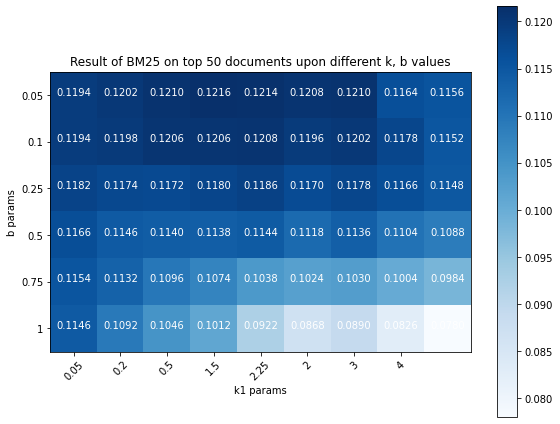 Result of BM25 on top 50 documents upon different k, b values
0.05 0.1194 0.1202 0.1210 0.1216 0.1214 0.1208 0.1210 0.1164 0.1156
0.1 0.1194 0.1198 0.1206 0.1206 0.1208 0.1196 0.1202 0.1178 0.1152
0.25 0.1182 0.1174 0.1172 0.1180 0.1186 0.1170 0.1178 0.1166 0.1148
0.5 0.1166 0.1146 0.1140 0.1138 0.1144 0.1118 0.1136 0.1104 0.1088
0.75 0.1154 0.1132 0.1096 0.1074 0.1038 0.1024 0.1030 0.1004 0.0984
1 0.1146 0.1092 0.1046 0.1012 0.0922 0.0868 0.0890 0.0826
b params
0.05 0.2 0.5 1.5 2.25 2 3 4
k1 params
0.120
0.115
0.110
0.105
0.100
0.095
0.090
0.085
0.080